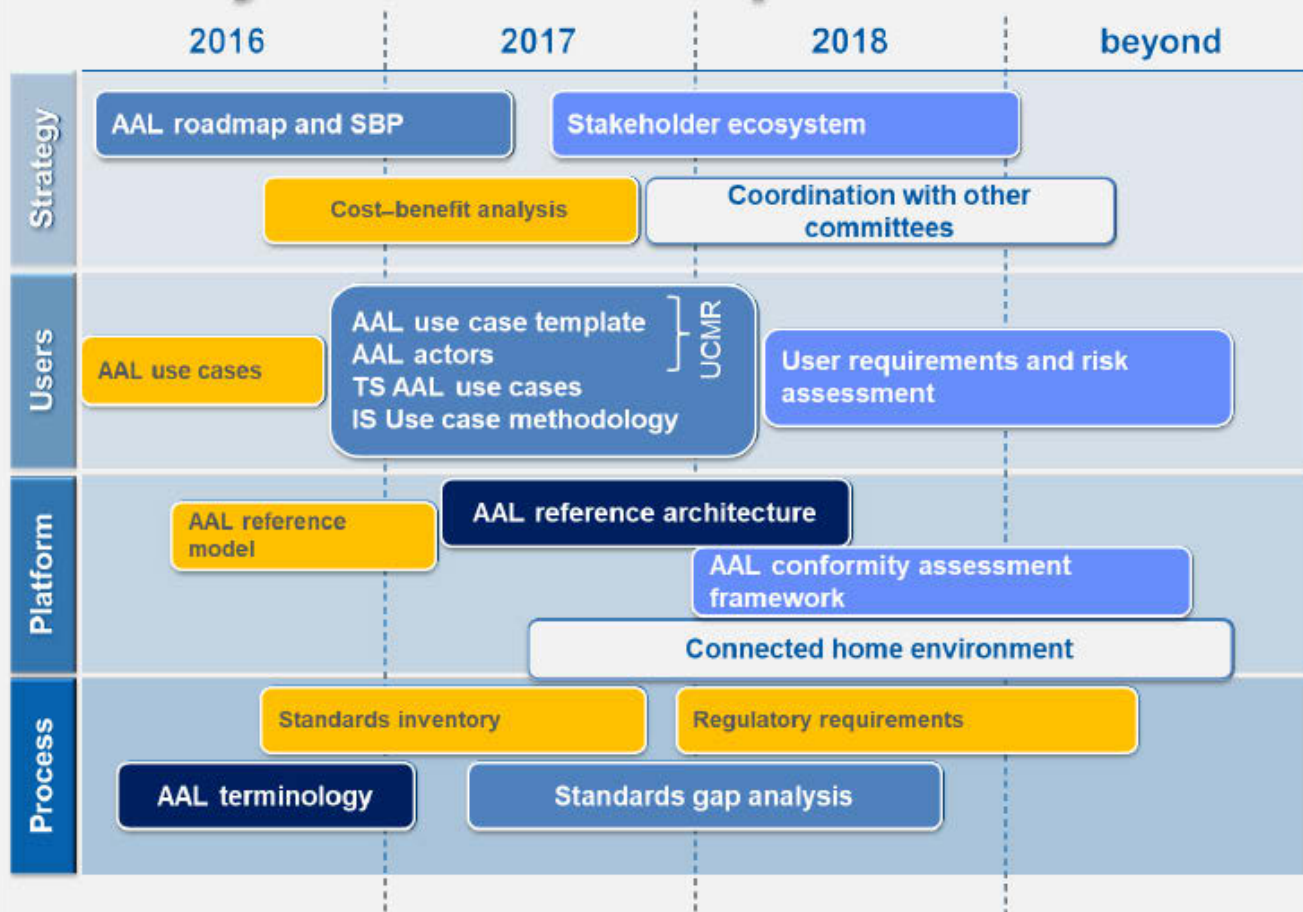 2016 2017 2018 beyond
Strategy
AAL roadmap and SBP
Stakeholder ecosystem
Cost–benefit analysis
Coordination with other
committees
Users
AAL use cases
AAL use case template
AAL actors
TS AAL use cases
IS Use case methodology
UCMR
User requirements and risk
assessment
Platform
AAL reference
model
AAL reference architecture
AAL conformity assessment
framework
Connected home environment
Process
Standards inventory
Regulatory requirements
AAL terminology
Standards gap analysis